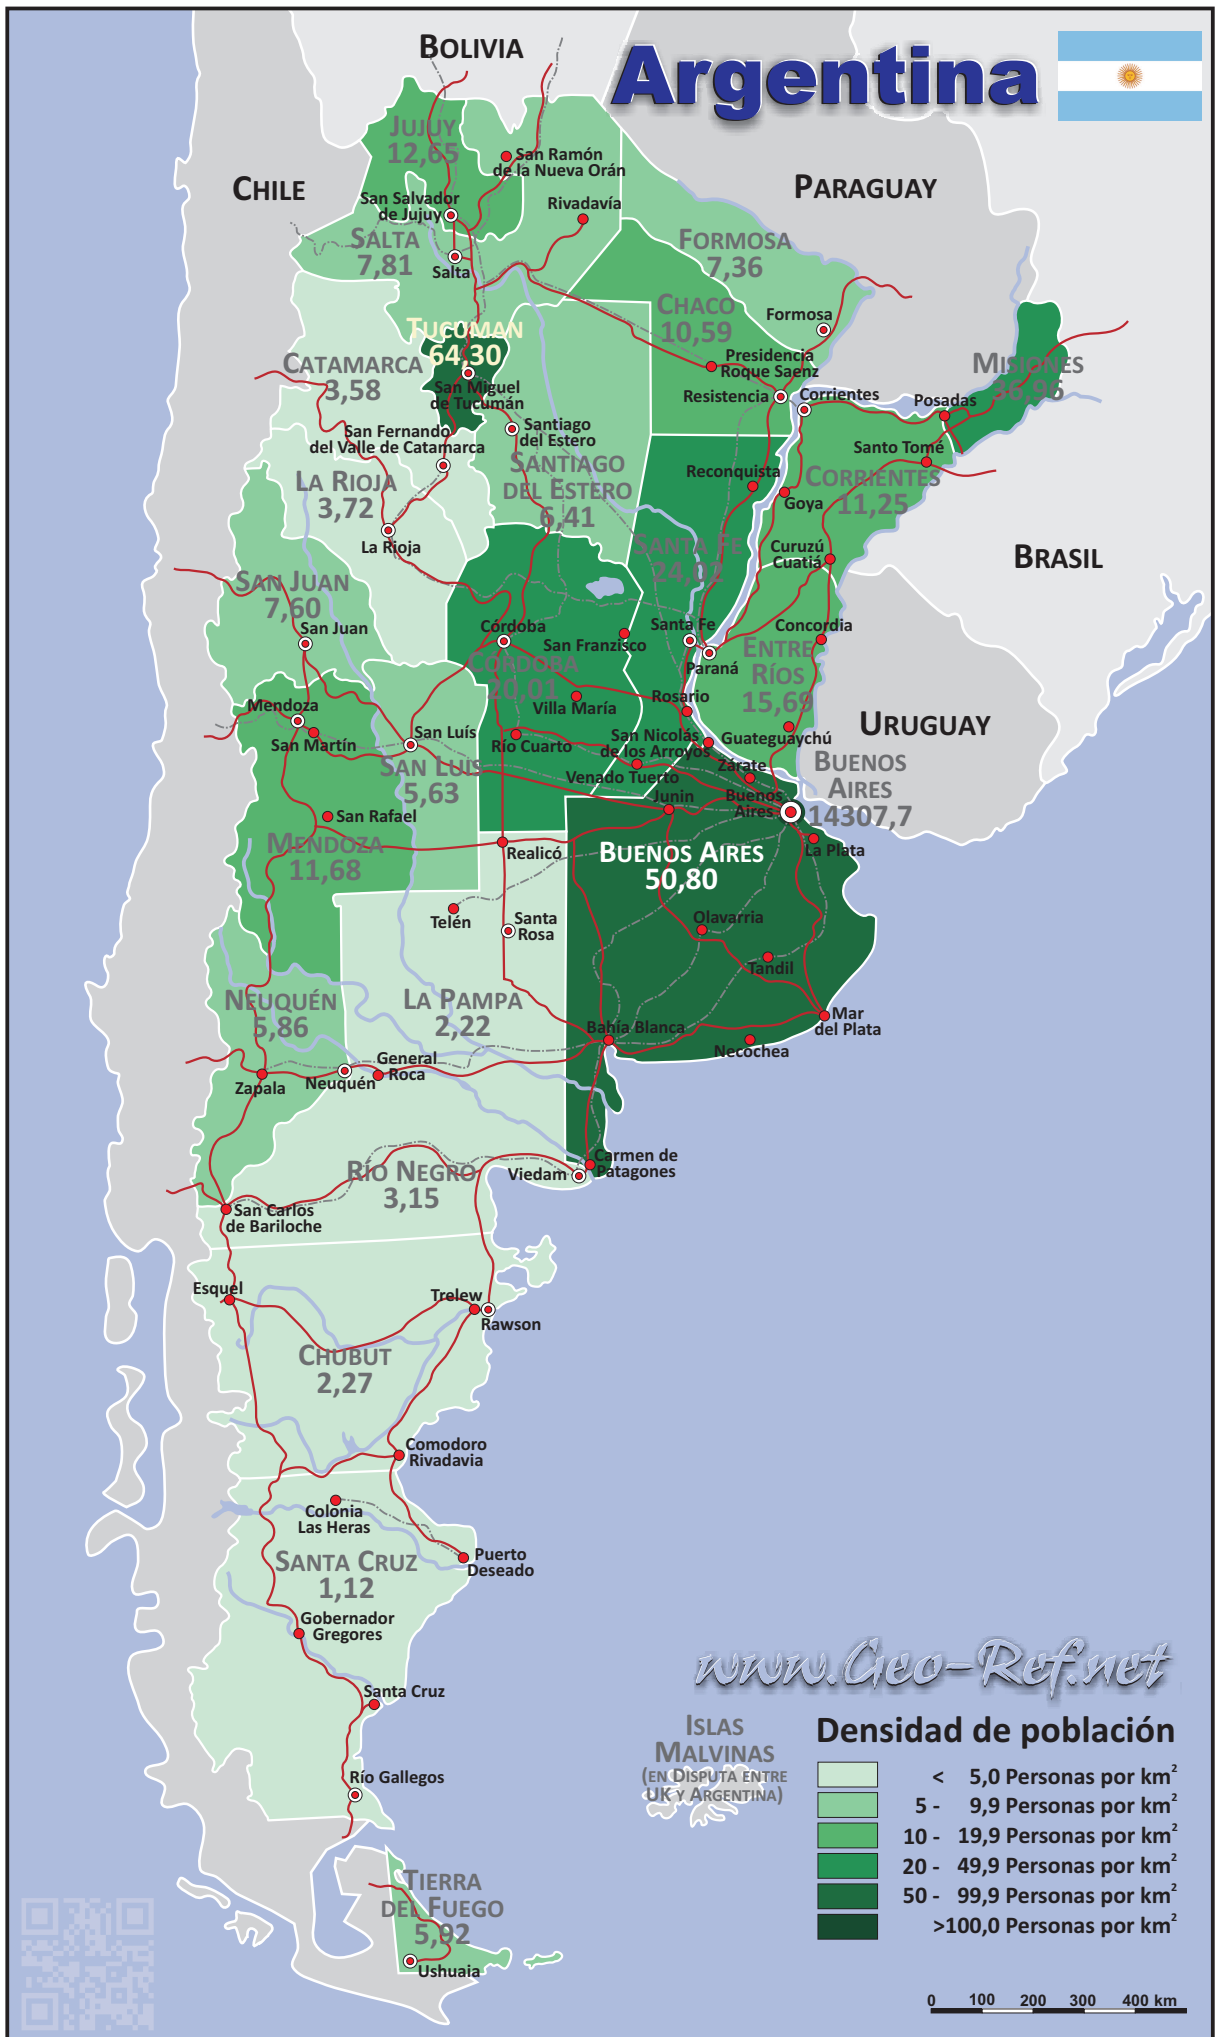 BOLIVIA
Argentina
JUJUY
12,65
San Ramón
de la Nueva Orán
CHILE
PARAGUAY
San Salvador
de Jujuy
Rivadavía
SALTA
7,81
Salta
FORMOSA
7,36
CHACO
10,59
Formosa
TUCUMAN
64,30
CATAMARCA
3,58
Presidencia
Roque Saenz
MISIONES
36,96
San Miguel
de Tucumán
Resistencia
Corrientes
Posadas
San Fernando
del Valle de Catamarca
Santiago
del Estero
Santo Tomé
SANTIAGO
DEL ESTERO
6,41
LA RIOJA
3,72
Reconquista
CORRIENTES
11,25
Goya
La Rioja
SANTA FE
24,02
Curuzú
Cuatiá
BRASIL
SAN JUAN
7,60
San Juan
Córdoba
San Franzisco
Santa Fe
Concordia
CORDOBA
20,01
Paraná
ENTRE
RÍOS
15,69
Mendoza
San Martín
Villa María
Rosario
San Luís
Río Cuarto
San Nicolás
de los Arroyos
Guateguaychú
URUGUAY
SAN LUIS
5,63
Venado Tuerto
Zárate
BUENOS
AIRES
14307,7
Junin
Buenos
Aires
San Rafael
MENDOZA
11,68
Realicó
BUENOS AIRES
50,80
La Plata
Telén
Santa
Rosa
Olavarria
Tandil
NEUQUÉN
5,86
LA PAMPA
2,22
Bahía Blanca
Mar
del Plata
Necochea
Zapala
Neuquén
General
Roca
RÍO NEGRO
3,15
Viedam
Carmen de
Patagones
San Carlos
de Bariloche
Esquel
Trelew
Rawson
CHUBUT
2,27
Comodoro
Rivadavia
Colonia
Las Heras
SANTA CRUZ
1,12
Puerto
Deseado
Gobernador
Gregores
Santa Cruz
Río Gallegos
www.Geo-Ref.net
ISLAS
MALVINAS
(EN DISPUTA ENTRE
UK Y ARGENTINA)
Densidad de población
< 5,0 Personas por km²
5 - 9,9 Personas por km²
10 - 19,9 Personas por km²
20 - 49,9 Personas por km²
50 - 99,9 Personas por km²
>100,0 Personas por km²
TIERRA
DEL FUEGO
5,92
Ushuaia
0 100 200 300 400 km